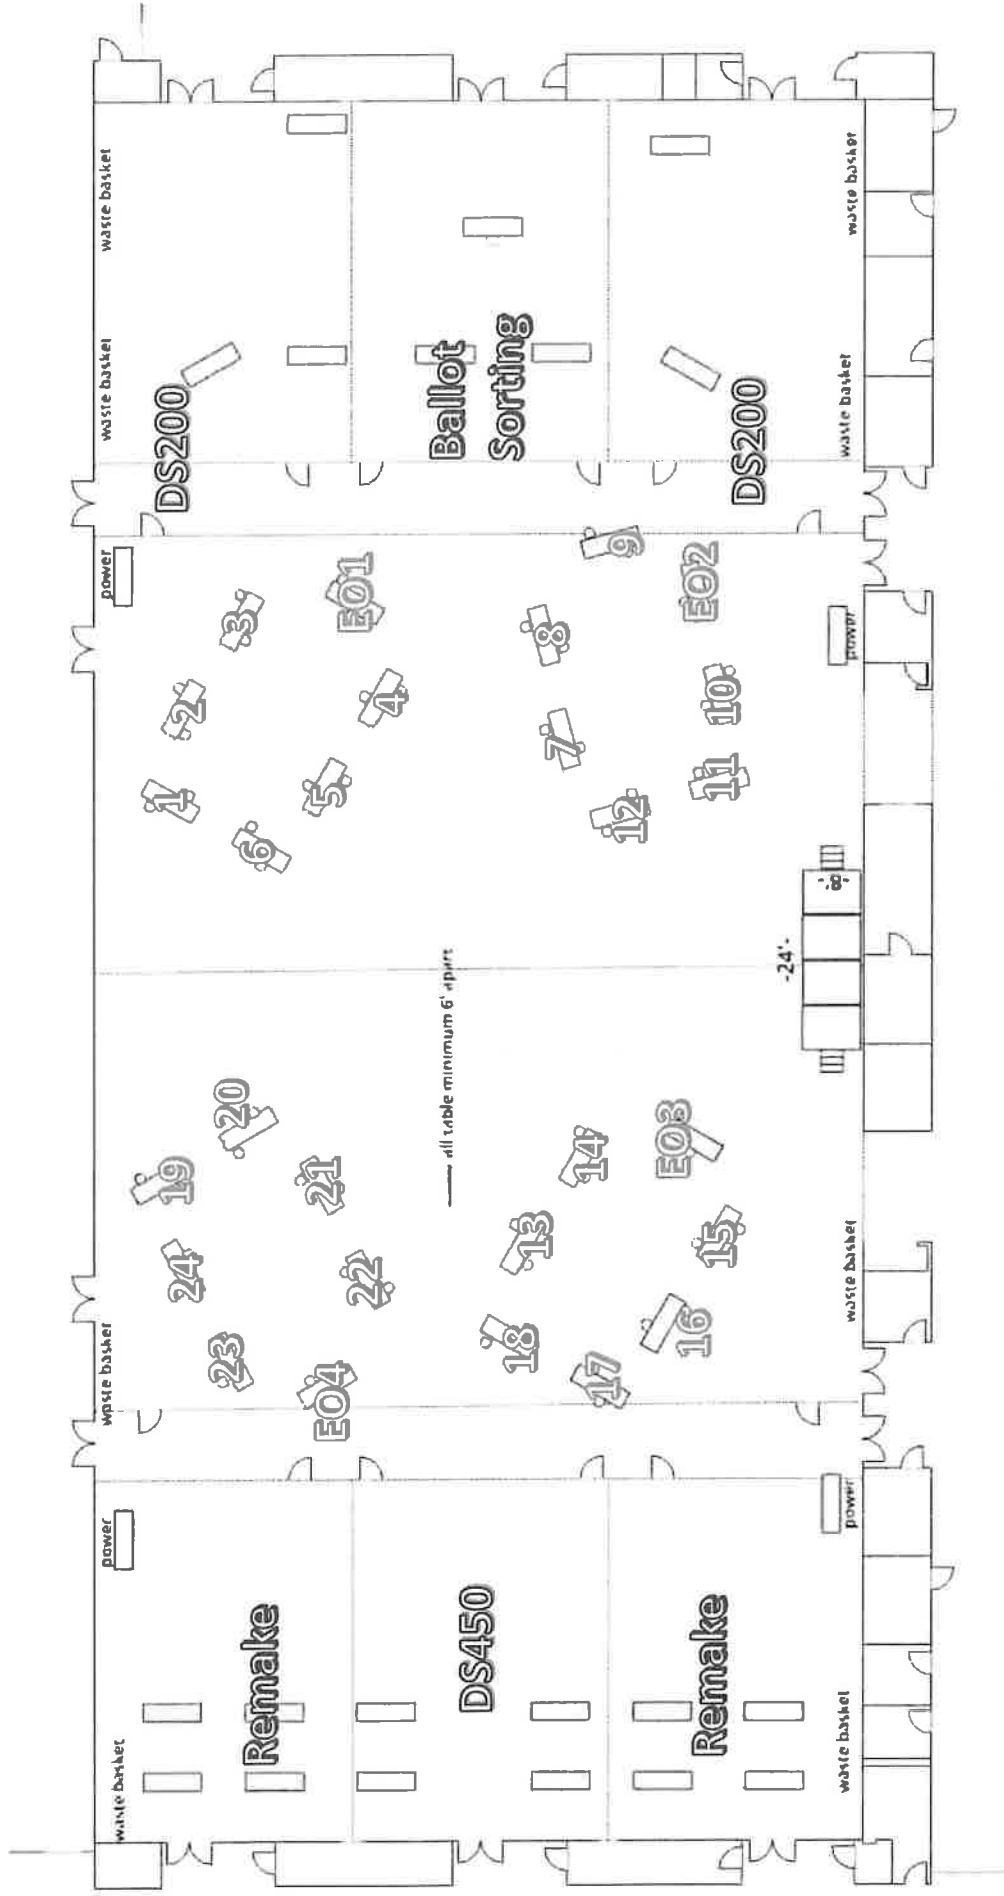 waste basket
waste basket
waste basket
waste basket
DS200
Ballot
Sorting
DS200
power
3
EO1
9
EO2
power
2
4
8
10
1
5
7
11
6
12
-8'-
-24'-
all table minimum 6' apart
20
19
21
14
EO3
24
22
13
15
waste basket
waste basket
23
EO4
18
17
16
power
power
Remake
DS450
Remake
waste basket
waste basket